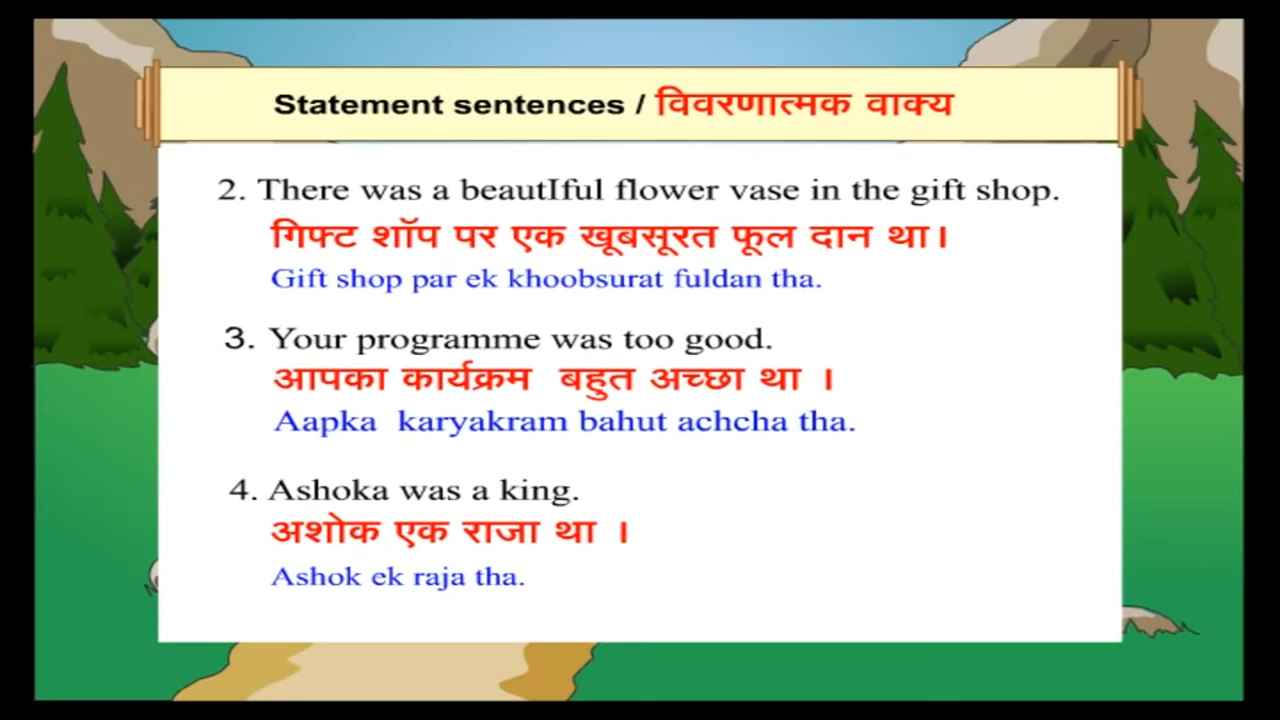 Statement sentences / विवरणात्मक वाक्य
2. There was a beautIful flower vase in the gift shop.
गिफ्ट शॉप पर एक खूबसूरत फूल दान था।
Gift shop par ek khoobsurat fuldan tha.
3. Your programme was too good.
आपका कार्यक्रम  बहुत अच्छा था ।
Aapka  karyakram bahut achcha tha.
4. Ashoka was a king.
अशोक एक राजा था ।
Ashok ek raja tha.